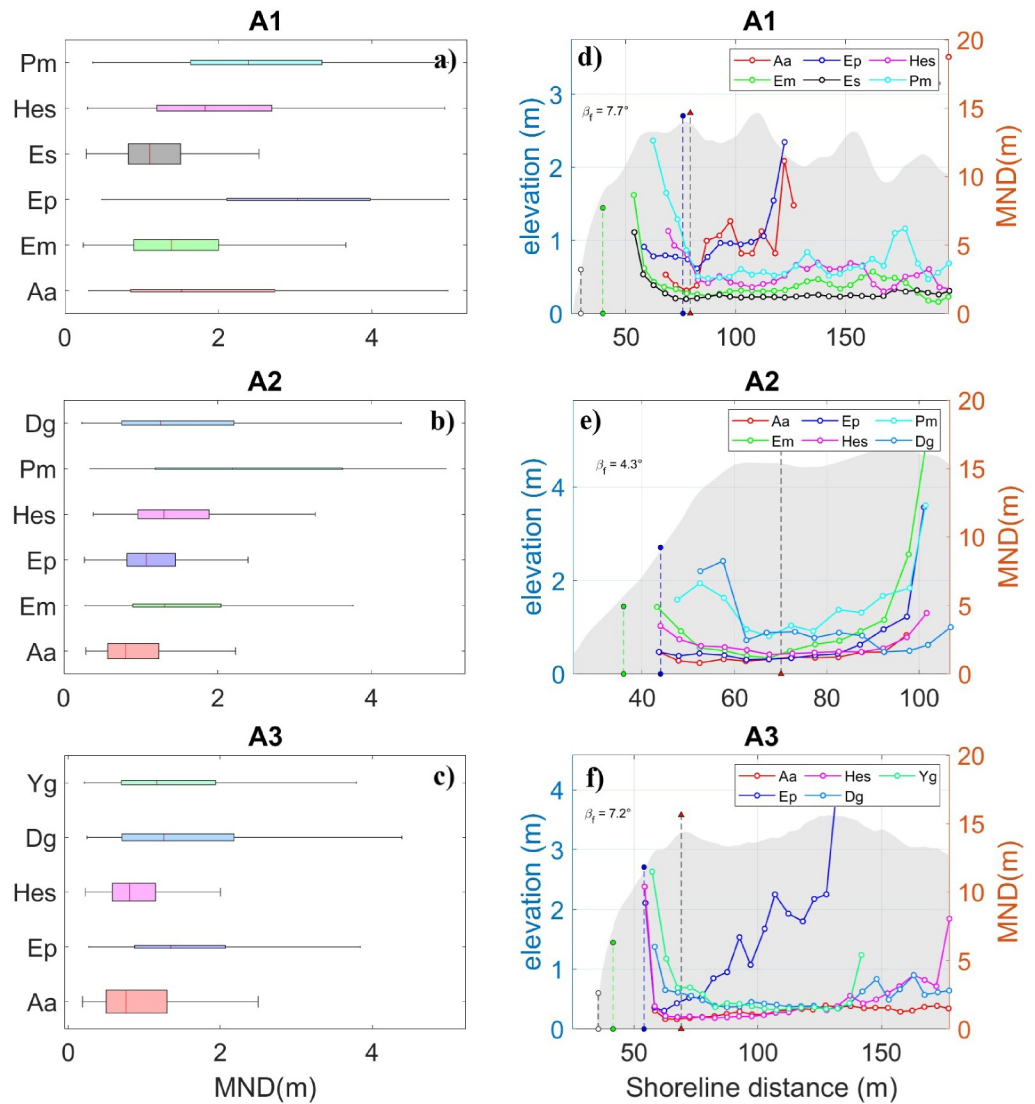 A1
a)
Pm
Hes
Es
Ep
Em
Aa
0 2 4
A1
d)
Aa Ep Hes
Em Es Pm
βf = 7.7°
elevation (m)
3
2
1
0
MND(m)
20
15
10
5
0
50 100 150
A2
b)
Dg
Pm
Hes
Ep
Em
Aa
0 2 4
A2
e)
Aa Ep Pm
Em Hes Dg
βf = 4.3°
elevation (m)
4
2
0
MND(m)
20
15
10
5
0
40 60 80 100
A3
c)
Yg
Dg
Hes
Ep
Aa
0 2 4
MND(m)
A3
f)
Aa Hes Yg
Ep Dg
βf = 7.2°
elevation (m)
4
3
2
1
0
MND(m)
20
15
10
5
0
50 100 150
Shoreline distance (m)